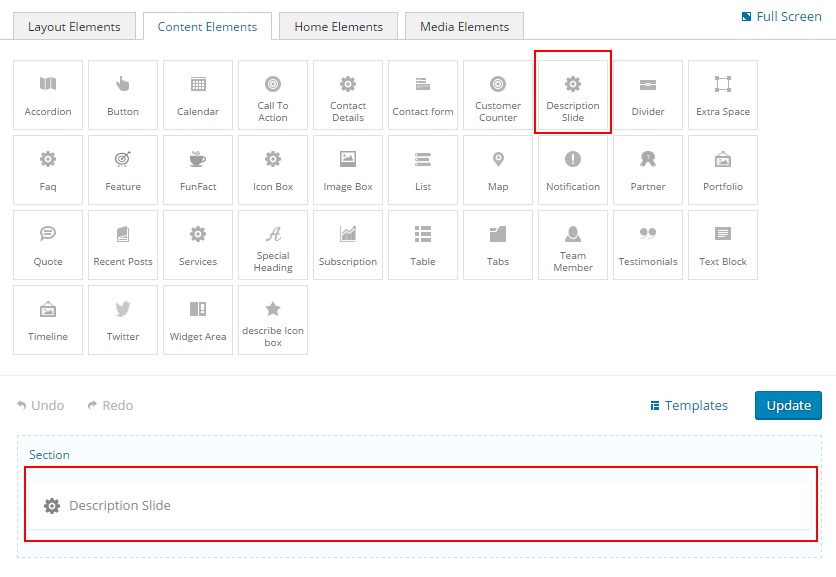 Layout Elements
Content Elements
Home Elements
Media Elements
Full Screen
Accordion
Button
Calendar
Call To
Action
Contact
Details
Contact form
Customer
Counter
Description
Slide
Divider
Extra Space
Faq
Feature
FunFact
Icon Box
Image Box
List
Map
Notification
Partner
Portfolio
Quote
Recent Posts
Services
Special
Heading
Subscription
Table
Tabs
Team
Member
Testimonials
Text Block
Timeline
Twitter
Widget Area
describe Icon
box
Undo
Redo
Templates
Update
Section
Description Slide